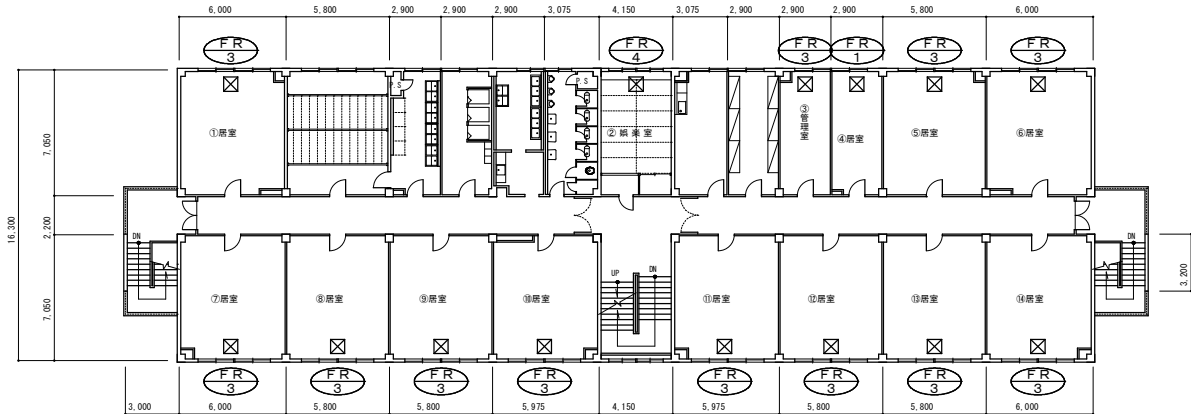 6,000 5,800 2,900 2,900 2,900 3,075 4,150 3,075 2,900 2,900 2,900 5,800 6,000
FR 3
FR 4
FR 3
FR 1
FR 3
FR 3
16,300
7,050
2,200
7,050
3,200
P.S
P.S
①居室
②娯楽室
③管理室
④居室
⑤居室
⑥居室
DN
UP
DN
DN
⑦居室
⑧居室
⑨居室
⑩居室
⑪居室
⑫居室
⑬居室
⑭居室
FR 3
FR 3
FR 3
FR 3
FR 3
FR 3
FR 3
FR 3
3,000 6,000 5,800 5,800 5,975 4,150 5,975 5,800 5,800 6,000